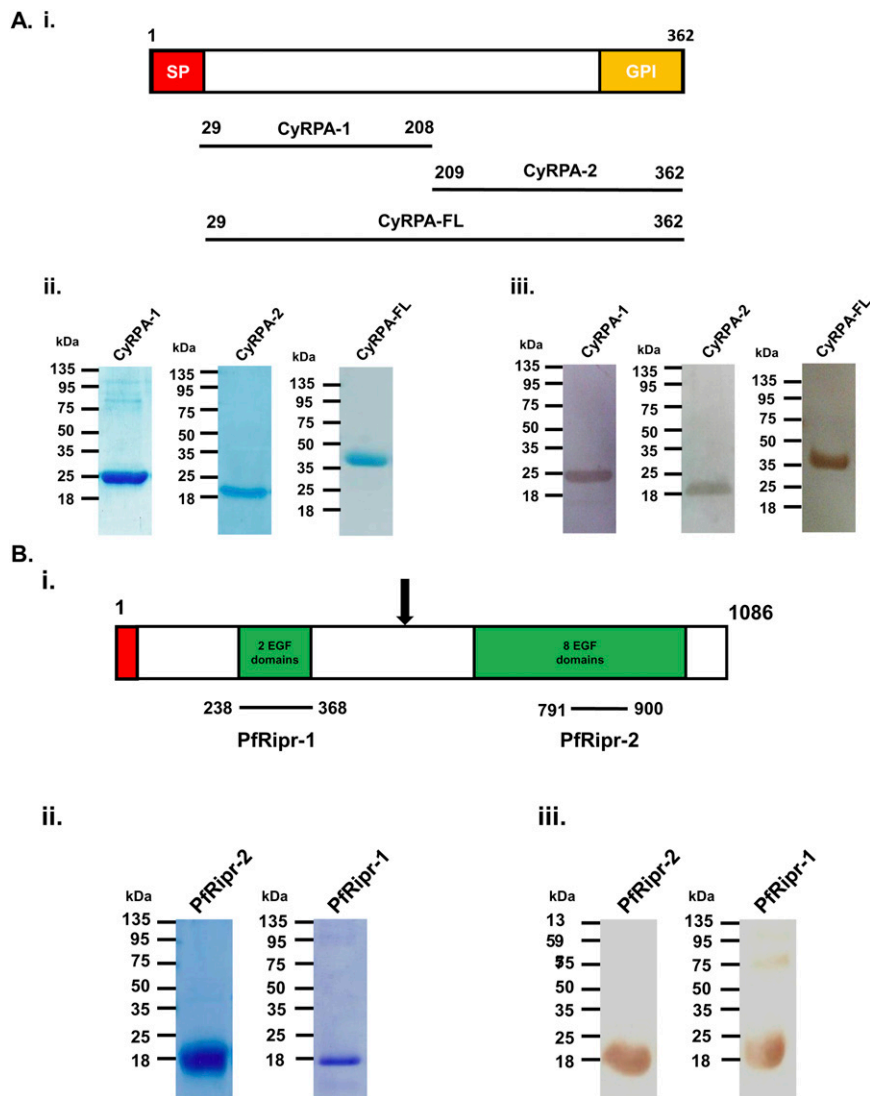 A. i.
1 362
SP GPI
29 CyRPA-1 208
209 CyRPA-2 362
29 CyRPA-FL 362
ii.
kDa CyRPA-1
135
95
75
50
35
25
18
kDa CyRPA-2
135
95
75
50
35
25
18
kDa CyRPA-FL
135
95
75
50
35
25
18
iii.
kDa CyRPA-1
135
95
75
50
35
25
18
kDa CyRPA-2
135
95
75
50
35
25
18
kDa CyRPA-FL
135
95
75
50
35
25
18
B.
i.
1 1086
2 EGF
domains
8 EGF
domains
238 368
PfRipr-1
791 900
PfRipr-2
ii.
kDa PfRipr-2
135
95
75
50
35
25
18
kDa PfRipr-1
135
95
75
50
35
25
18
iii.
kDa PfRipr-2
13
59
75
50
35
25
18
kDa PfRipr-1
135
95
75
50
35
25
18